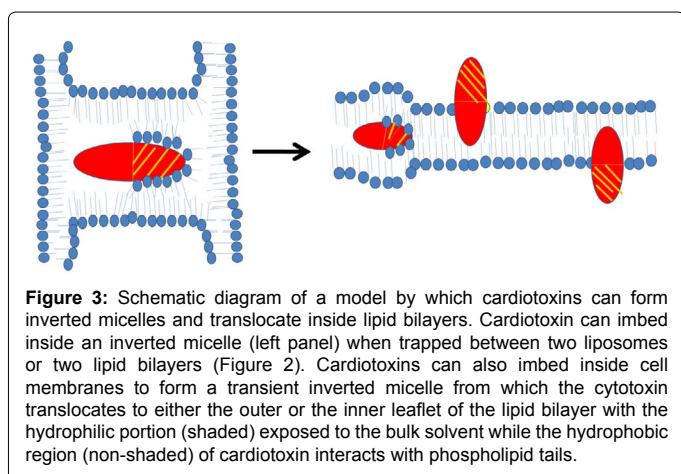 Figure 3: Schematic diagram of a model by which cardiotoxins can form
inverted micelles and translocate inside lipid bilayers. Cardiotoxin can imbed
inside an inverted micelle (left panel) when trapped between two liposomes
or two lipid bilayers (Figure 2). Cardiotoxins can also imbed inside cell
membranes to form a transient inverted micelle from which the cytotoxin
translocates to either the outer or the inner leaflet of the lipid bilayer with the
hydrophilic portion (shaded) exposed to the bulk solvent while the hydrophobic
region (non-shaded) of cardiotoxin interacts with phospholipid tails.